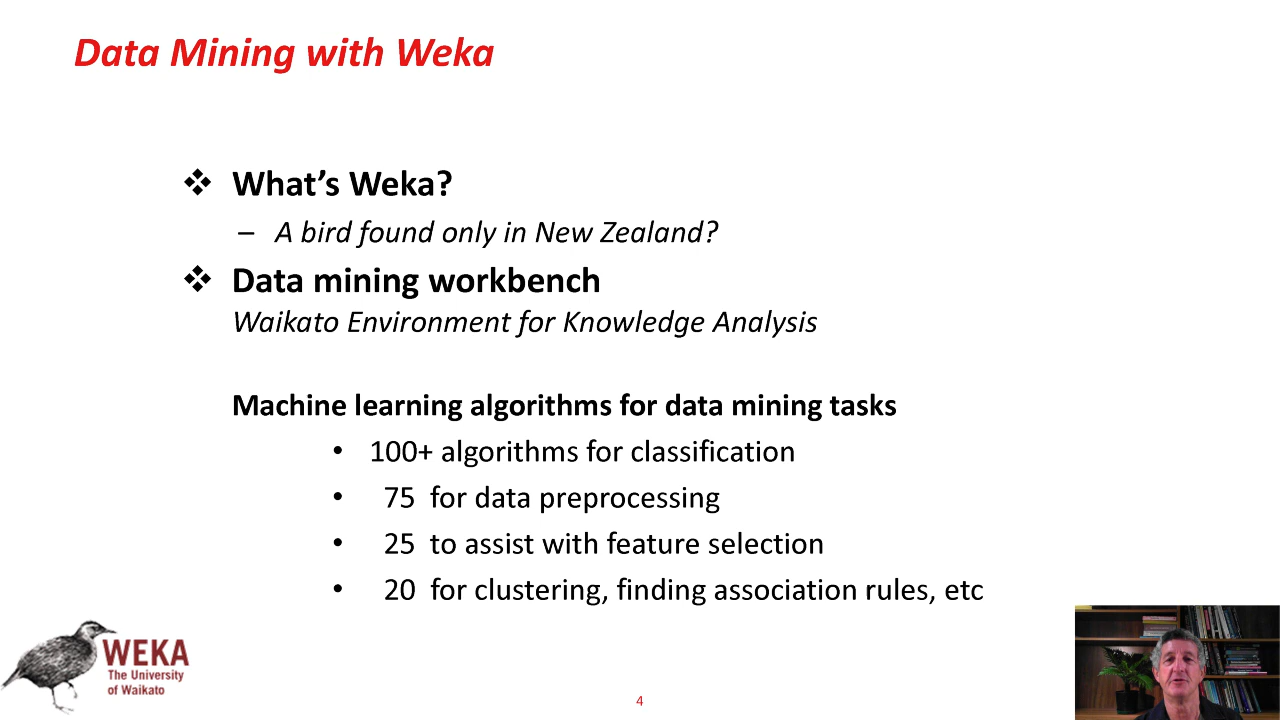 Data Mining with Weka
❖ What’s Weka?
– A bird found only in New Zealand?
❖ Data mining workbench
Waikato Environment for Knowledge Analysis
Machine learning algorithms for data mining tasks
• 100+ algorithms for classification
• 75 for data preprocessing
• 25 to assist with feature selection
• 20 for clustering, finding association rules, etc
WEKA
The University
of Waikato
4